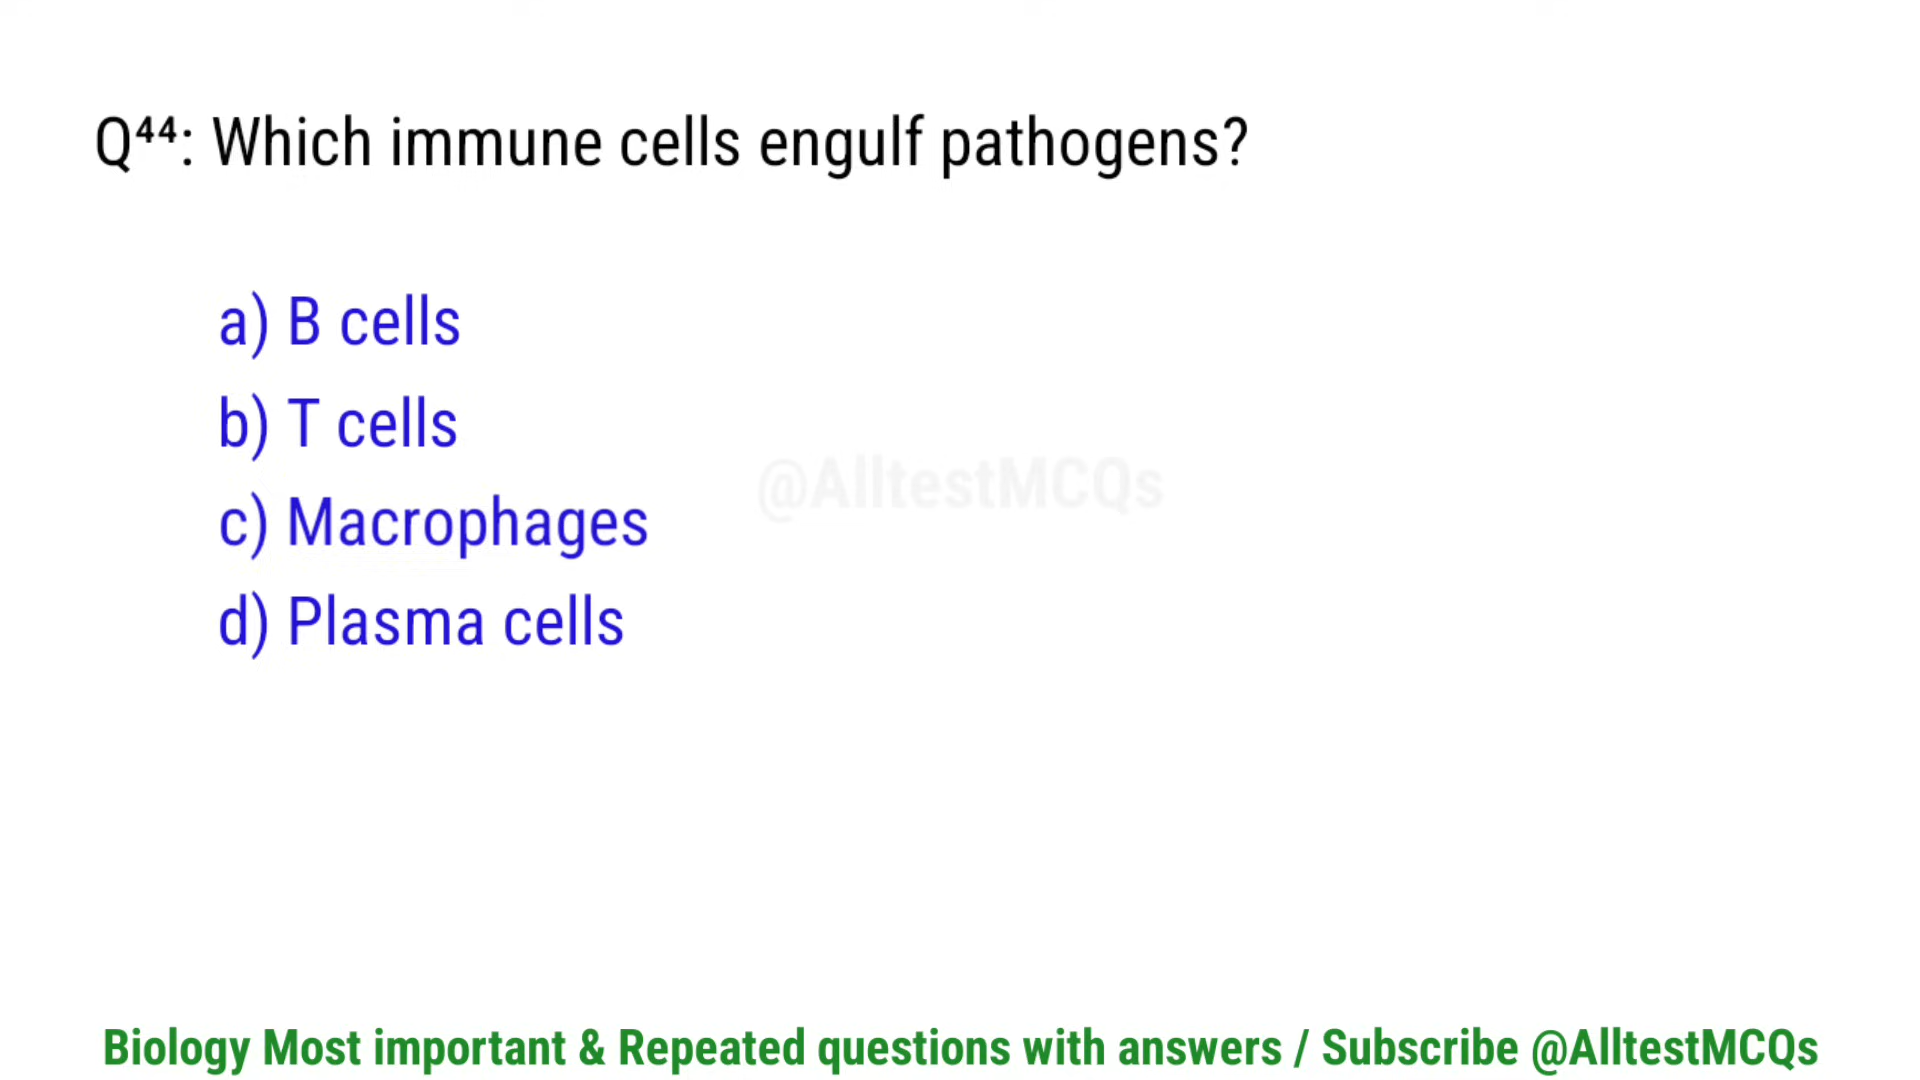 Q⁴⁴: Which immune cells engulf pathogens?
a) B cells
b) T cells
@AlltestMCQs
c) Macrophages
d) Plasma cells
Biology Most important & Repeated questions with answers / Subscribe @AlltestMCQs